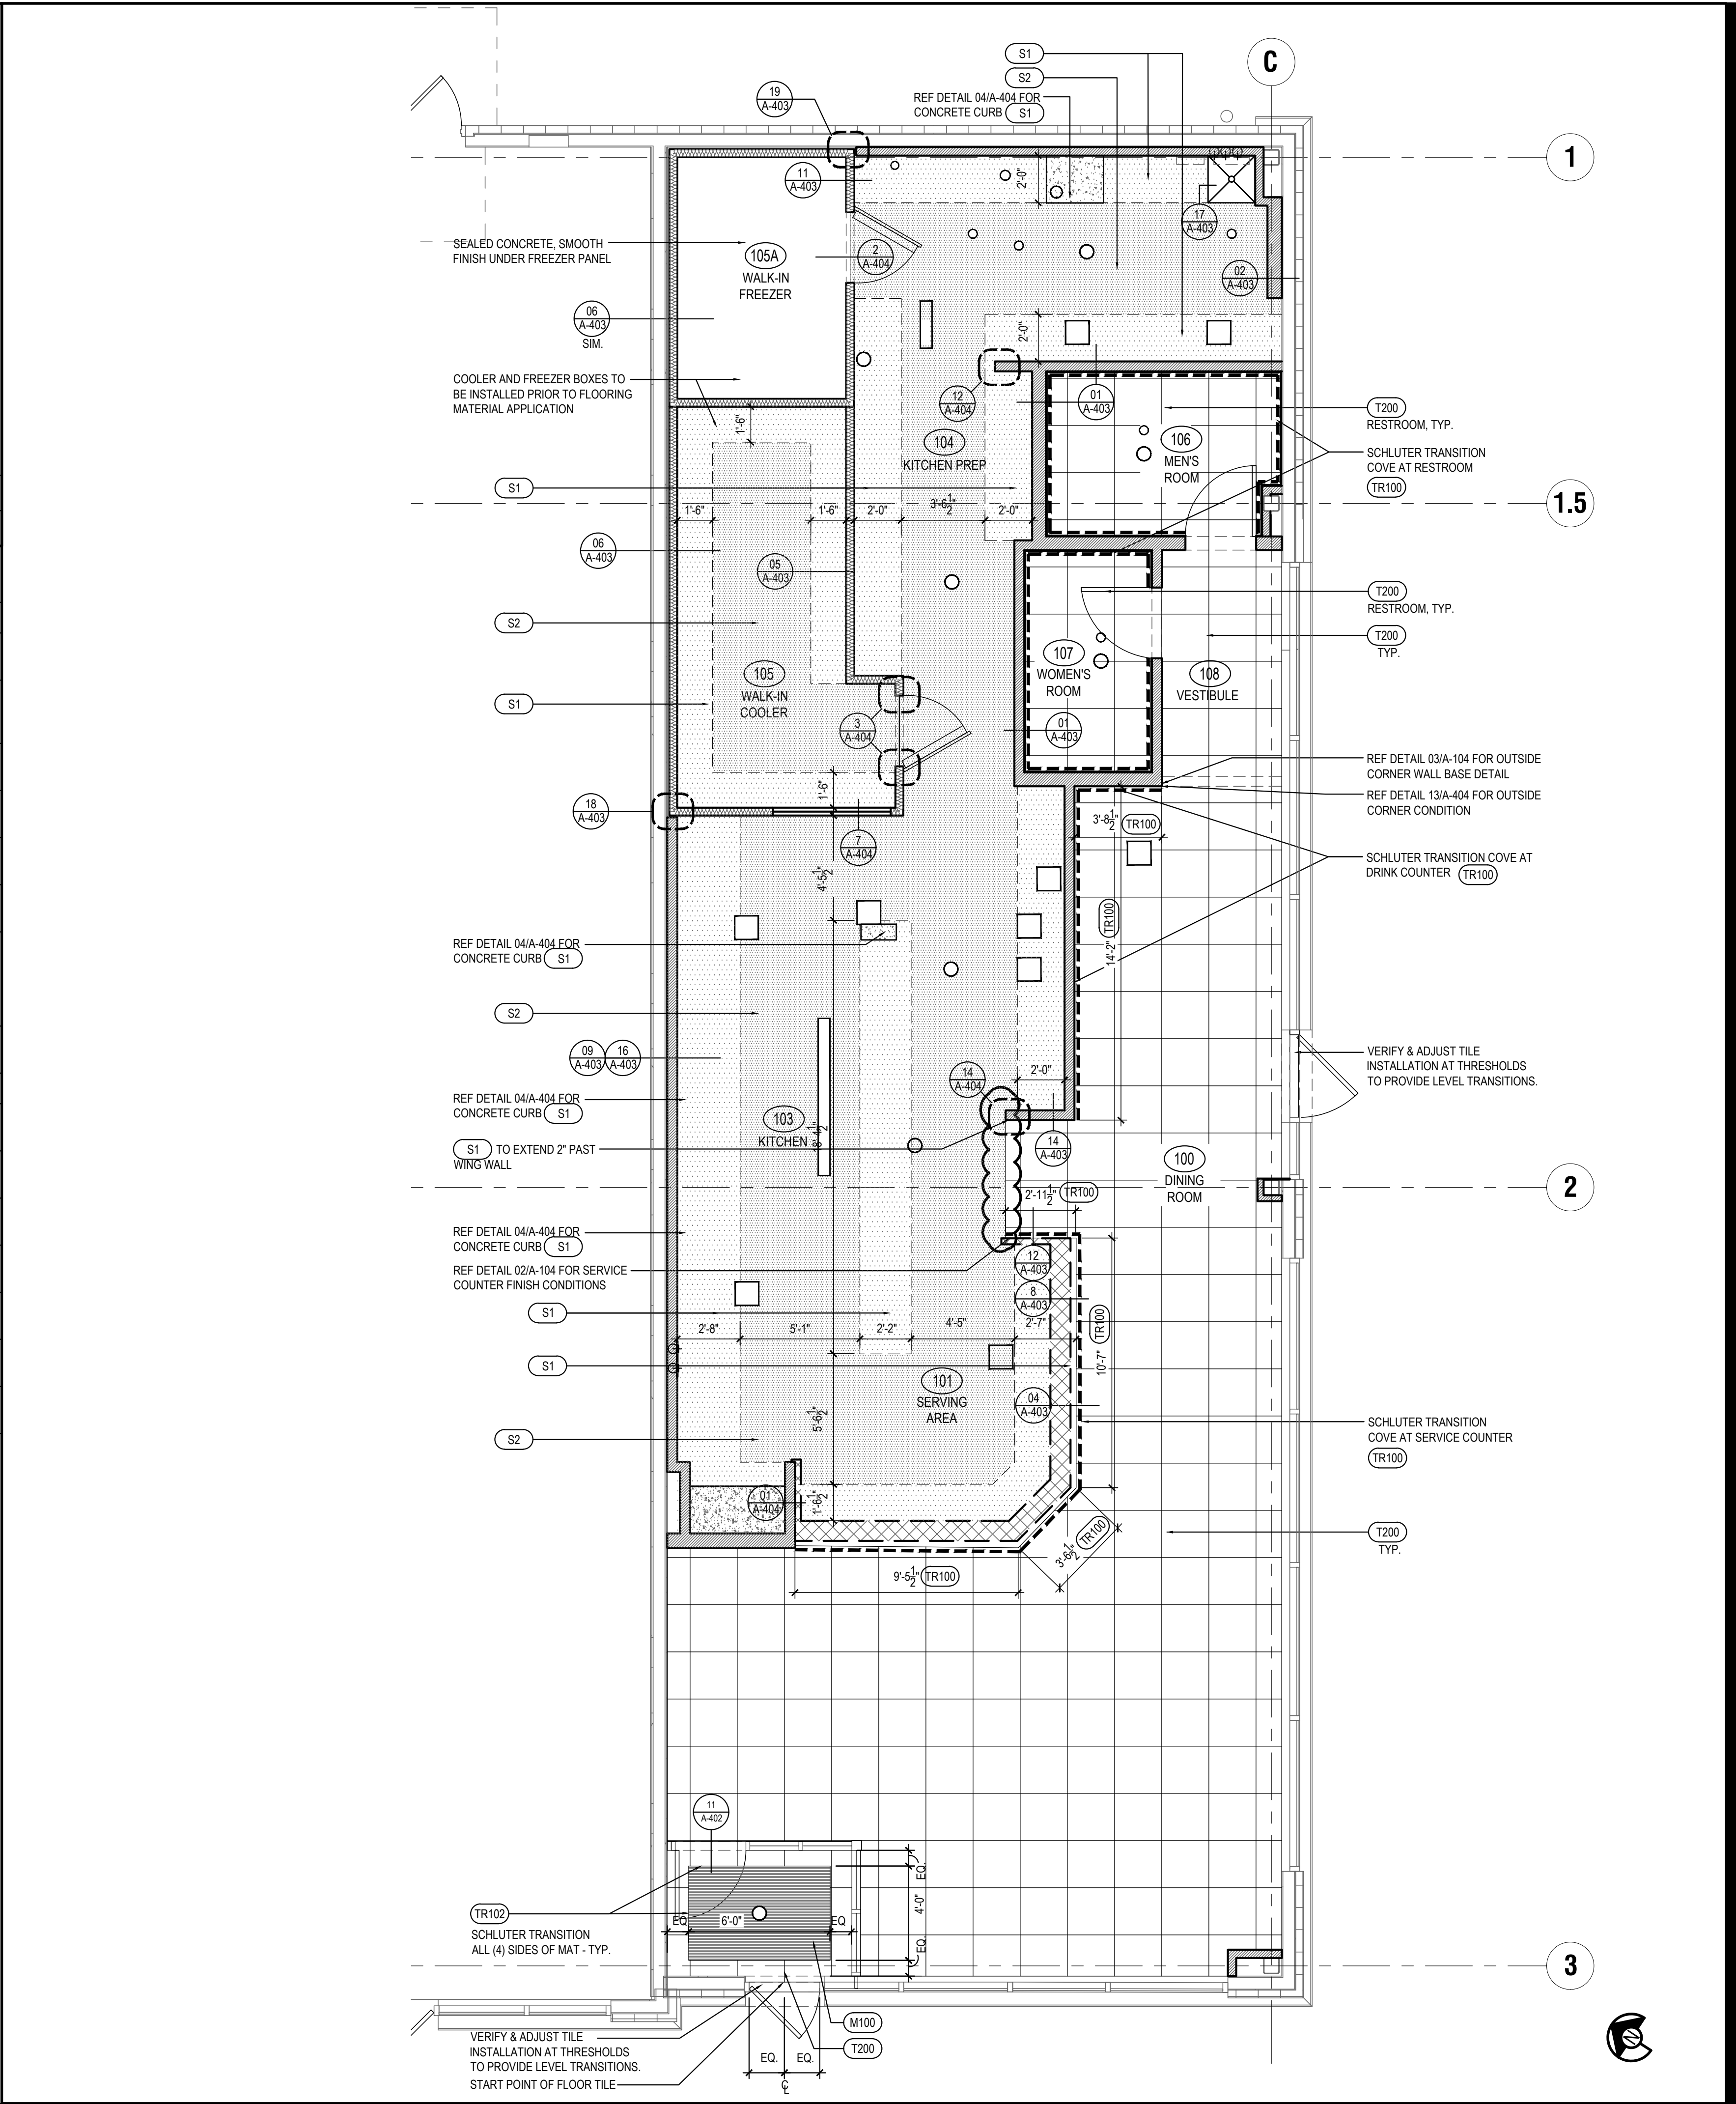 S1
C
S2
19
A-403
REF DETAIL 04/A-404 FOR
CONCRETE CURB S1
1
11
A-403
2'-0"
17
A-403
SEALED CONCRETE, SMOOTH
FINISH UNDER FREEZER PANEL
105A
WALK-IN
FREEZER
2
A-404
02
A-403
06
A-403
SIM.
2'-0"
COOLER AND FREEZER BOXES TO
BE INSTALLED PRIOR TO FLOORING
MATERIAL APPLICATION
1'-6"
12
A-404
01
A-403
T200
RESTROOM, TYP.
104
KITCHEN PREP
106
MEN'S
ROOM
SCHLUTER TRANSITION
COVE AT RESTROOM
TR100
S1
1.5
1'-6"
1'-6"
2'-0"
3'-6 1/2"
2'-0"
06
A-403
05
A-403
T200
RESTROOM, TYP.
S2
T200
TYP.
107
WOMEN'S
ROOM
108
VESTIBULE
105
WALK-IN
COOLER
S1
3
A-404
01
A-403
REF DETAIL 03/A-104 FOR OUTSIDE
CORNER WALL BASE DETAIL
REF DETAIL 13/A-404 FOR OUTSIDE
CORNER CONDITION
1'-6"
18
A-403
3'-8 1/2" TR100
7
A-404
4'-5 1/2"
SCHLUTER TRANSITION COVE AT
DRINK COUNTER TR100
TR100
14'-2"
REF DETAIL 04/A-404 FOR
CONCRETE CURB S1
S2
09
A-403
16
A-403
VERIFY & ADJUST TILE
INSTALLATION AT THRESHOLDS
TO PROVIDE LEVEL TRANSITIONS.
14
A-404
2'-0"
REF DETAIL 04/A-404 FOR
CONCRETE CURB S1
103
KITCHEN
18'-4 1/2"
S1 TO EXTEND 2" PAST
WING WALL
14
A-403
100
DINING
ROOM
2
2'-11 1/2" TR100
REF DETAIL 04/A-404 FOR
CONCRETE CURB S1
REF DETAIL 02/A-104 FOR SERVICE
COUNTER FINISH CONDITIONS
12
A-403
8
A-403
S1
2'-8"
5'-1"
2'-2"
4'-5"
2'-7"
TR100
10'-7"
S1
101
SERVING
AREA
04
A-403
5'-6 1/2"
SCHLUTER TRANSITION
COVE AT SERVICE COUNTER
TR100
S2
01
A-404
1'-6 1/2"
3'-6 1/2" TR100
T200
TYP.
9'-5 1/2" TR100
11
A-402
EQ.
4'-0"
EQ.
TR102
SCHLUTER TRANSITION
ALL (4) SIDES OF MAT - TYP.
EQ
6'-0"
EQ
3
M100
T200
VERIFY & ADJUST TILE
INSTALLATION AT THRESHOLDS
TO PROVIDE LEVEL TRANSITIONS.
START POINT OF FLOOR TILE
EQ.
EQ.
CL
N